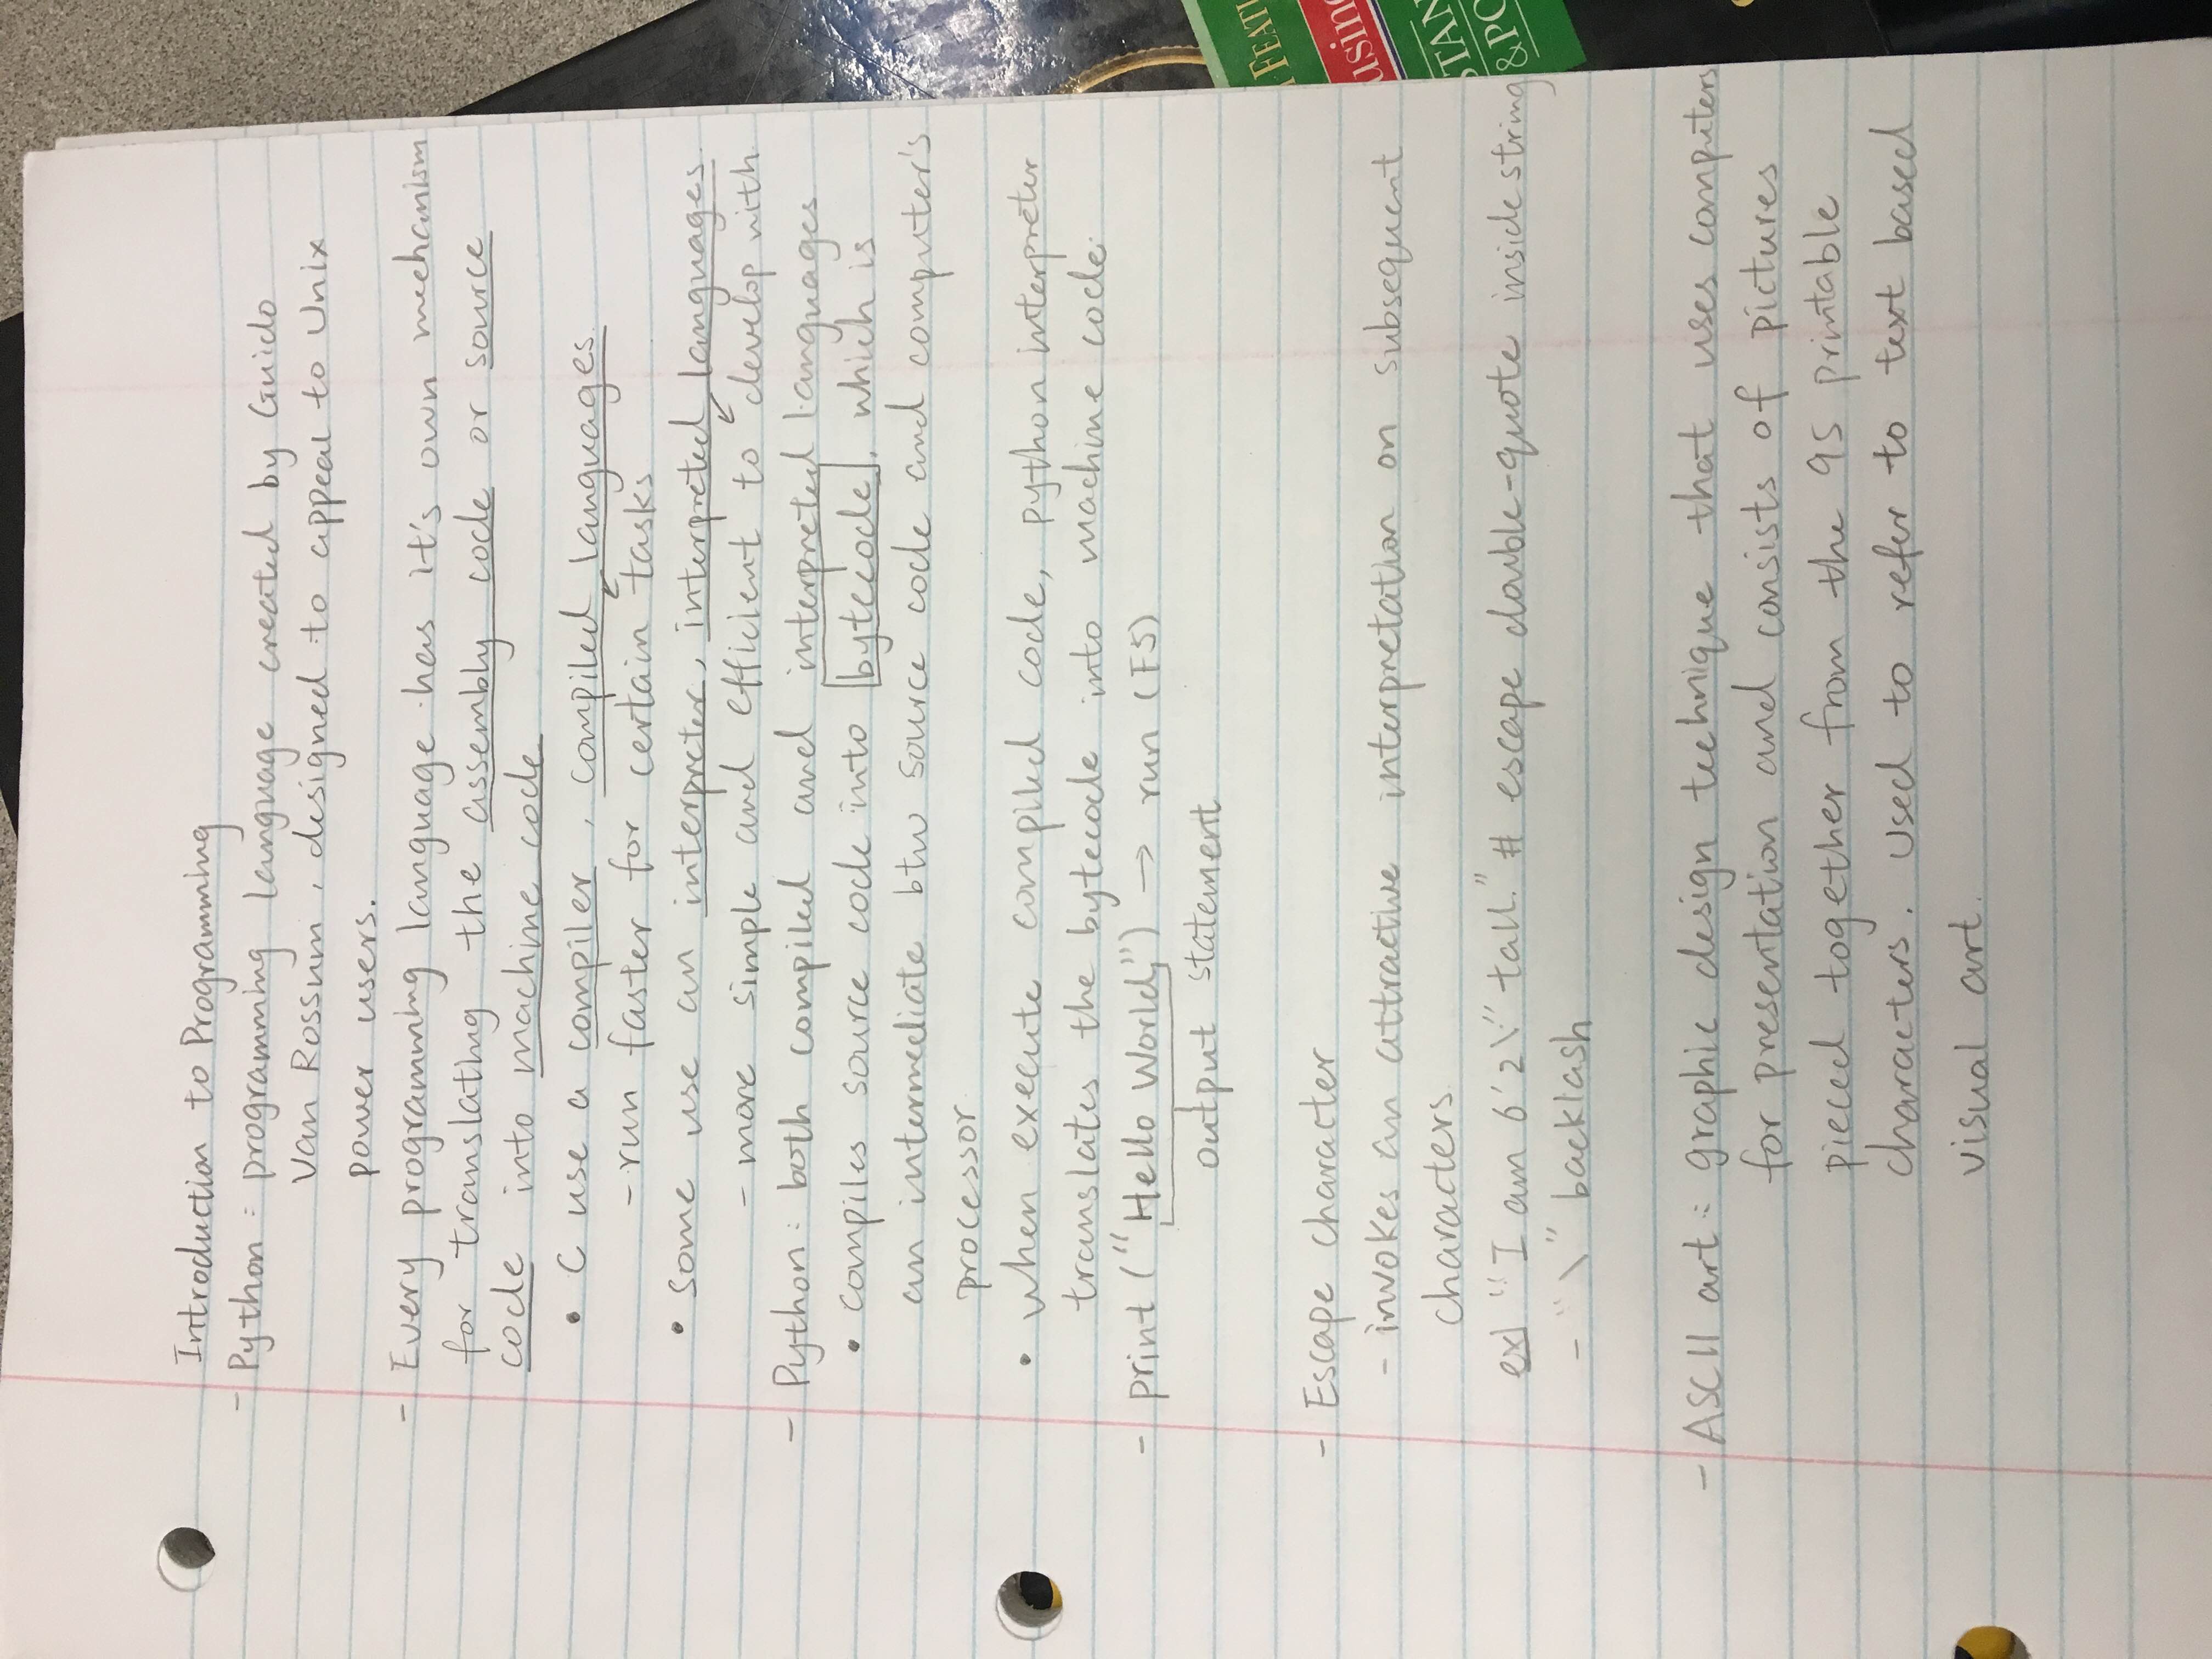 Introduction to Programming
- Python : programming language created by Guido
Van Rossum , designed to appeal to Unix
power users.
- Every programming language has it's own mechanism
for translating the assembly code or source
code into machine code
• C use a compiler , compiled languages
- run faster for certain tasks
• some use an interpreter, interpreted languages
- more simple and efficient to develop with
- Python : both compiled and interpreted languages
• compiles source code into bytecode, which is
an intermediate btw source code and computer's
processor
• when execute compiled code, python interpreter
translates the bytecode into machine code.
- print ("Hello World,") → run (F5)
output statement
- Escape character
- invokes an attractive interpretation on subsequent
characters
ex) "I am 6'2\" tall." # escape double-quote inside string
- "\" backlash
- ASCII art : graphic design technique that uses computers
for presentation and consists of pictures
pieced together from the 95 printable
characters. Used to refer to text based
visual art.
FEAT
usin
STAN
&PO